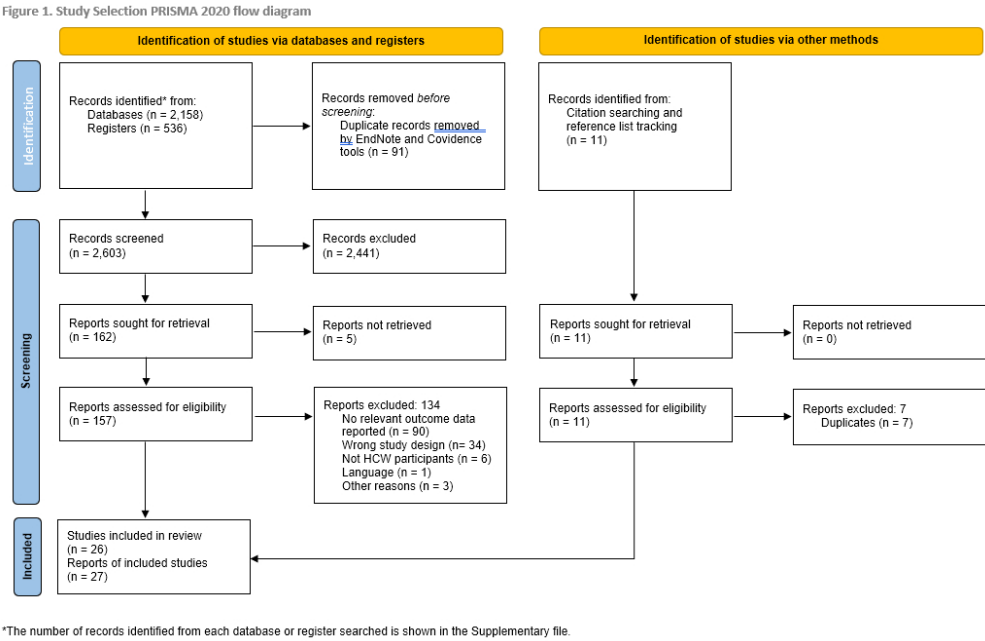 Figure 1. Study Selection PRISMA 2020 flow diagram
Identification of studies via databases and registers
Identification of studies via other methods
Identification
Records identified* from:
Databases (n = 2,158)
Registers (n = 536)
Records removed before
screening:
Duplicate records removed
by EndNote and Covidence
tools (n = 91)
Records identified from:
Citation searching and
reference list tracking
(n = 11)
Screening
Records screened
(n = 2,603)
Records excluded
(n = 2,441)
Reports sought for retrieval
(n = 162)
Reports not retrieved
(n = 5)
Reports sought for retrieval
(n = 11)
Reports not retrieved
(n = 0)
Reports assessed for eligibility
(n = 157)
Reports excluded: 134
No relevant outcome data
reported (n = 90)
Wrong study design (n= 34)
Not HCW participants (n = 6)
Language (n = 1)
Other reasons (n = 3)
Reports assessed for eligibility
(n = 11)
Reports excluded: 7
Duplicates (n = 7)
Included
Studies included in review
(n = 26)
Reports of included studies
(n = 27)
*The number of records identified from each database or register searched is shown in the Supplementary file.